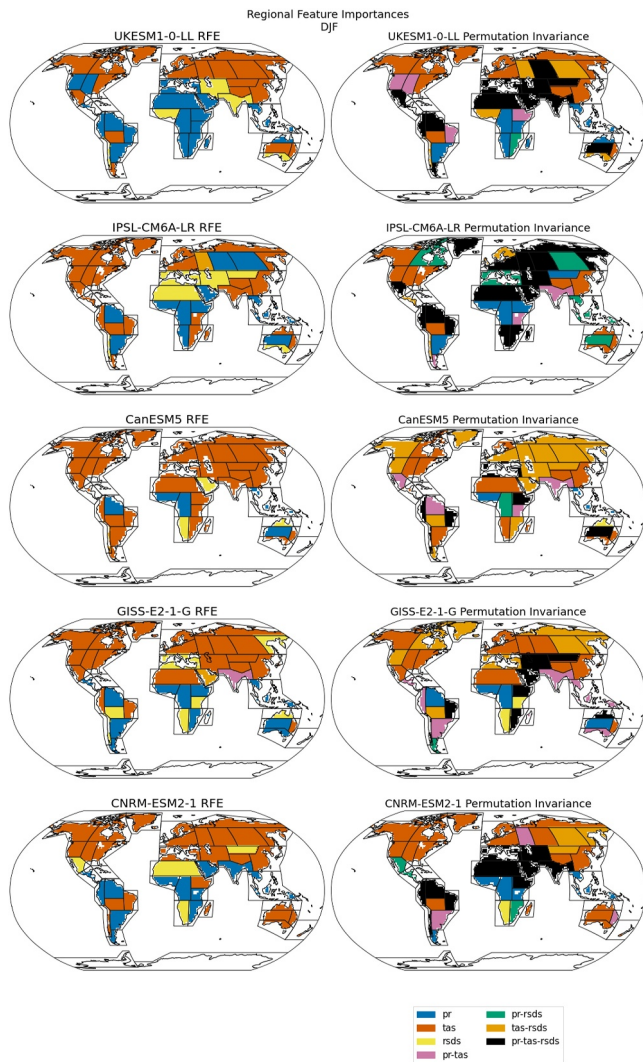 Regional Feature Importances
DJF
UKESM1-0-LL RFE
UKESM1-0-LL Permutation Invariance
IPSL-CM6A-LR RFE
IPSL-CM6A-LR Permutation Invariance
CanESM5 RFE
CanESM5 Permutation Invariance
GISS-E2-1-G RFE
GISS-E2-1-G Permutation Invariance
CNRM-ESM2-1 RFE
CNRM-ESM2-1 Permutation Invariance
pr
tas
rsds
pr-tas
pr-rsds
tas-rsds
pr-tas-rsds